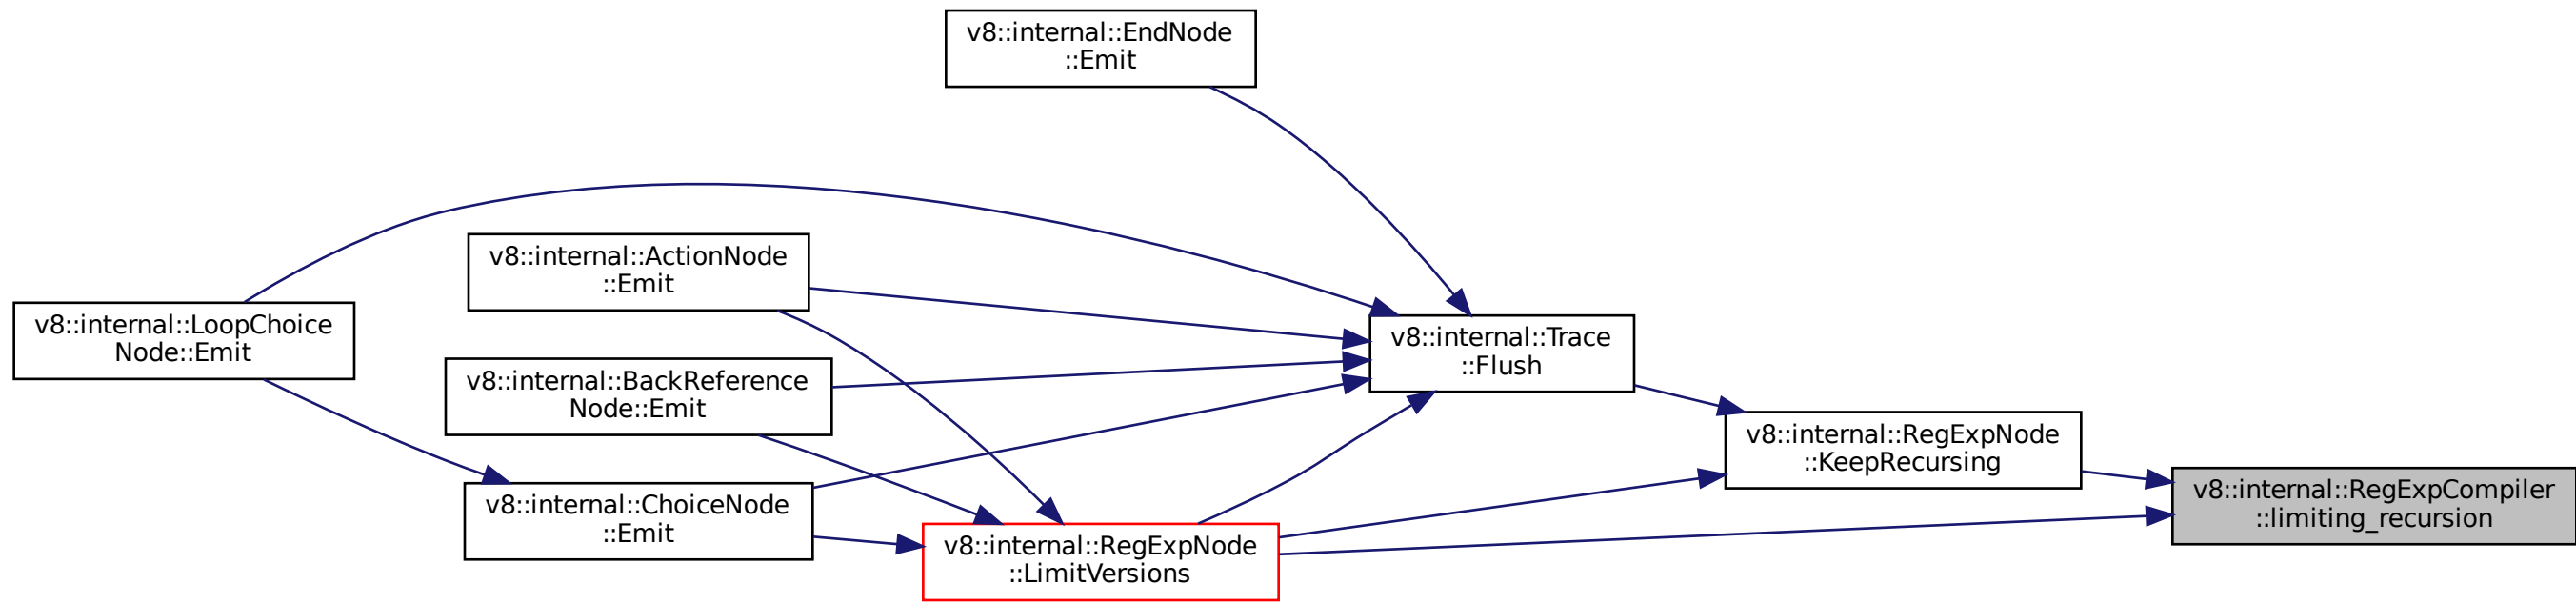 v8::internal::EndNode
::Emit
v8::internal::ActionNode
::Emit
v8::internal::LoopChoice
Node::Emit
v8::internal::Trace
::Flush
v8::internal::BackReference
Node::Emit
v8::internal::RegExpNode
::KeepRecursing
v8::internal::RegExpCompiler
::limiting_recursion
v8::internal::ChoiceNode
::Emit
v8::internal::RegExpNode
::LimitVersions